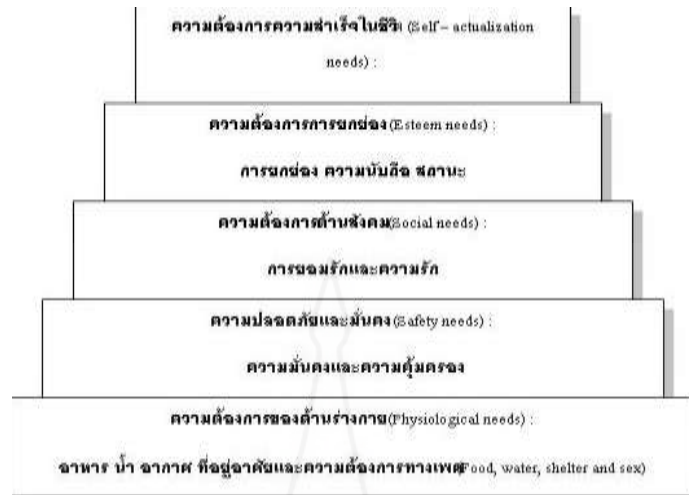 ความต้องการความสำเร็จในชีวิต (Self – actualization
needs) :
ความต้องการการยกย่อง(Esteem needs) :
การยกย่อง ความนับถือ สถานะ
ความต้องการด้านสังคม(Social needs) :
การยอมรักและความรัก
ความปลอดภัยและมั่นคง(Safety needs) :
ความมั่นคงและความคุ้มครอง
ความต้องการของด้านร่างกาย(Physiological needs) :
อาหาร น้ำ อากาศ ที่อยู่อาศัยและความต้องการทางเพศ(Food, water, shelter and sex)